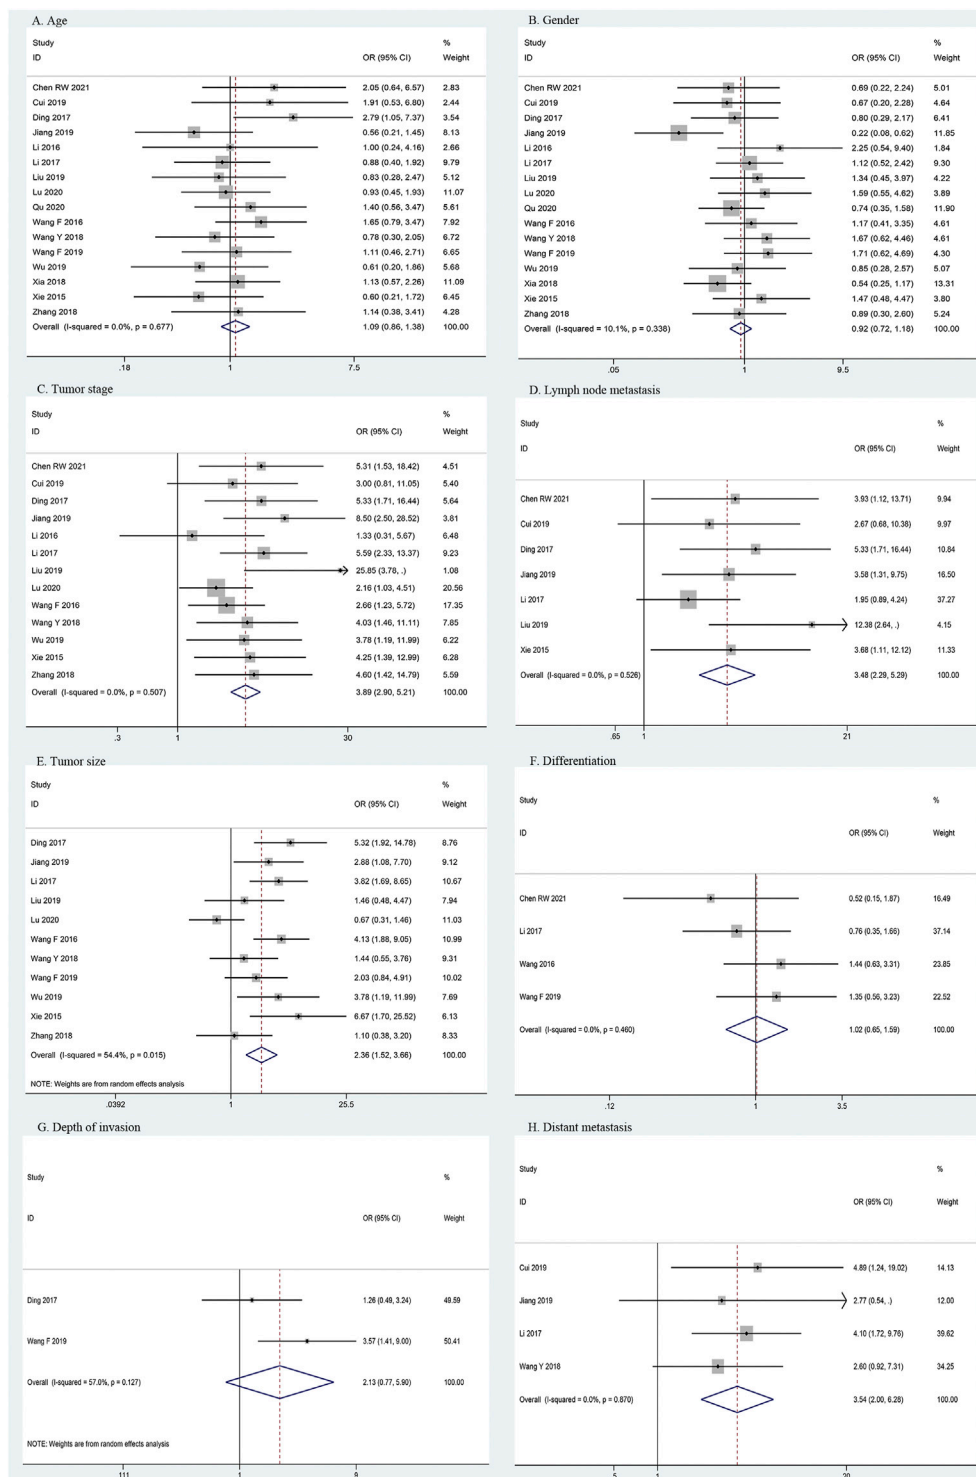 A. Age
Study %
ID OR (95% CI) Weight
Chen RW 2021 2.05 (0.64, 6.57) 2.83
Cui 2019 1.91 (0.53, 6.80) 2.44
Ding 2017 2.79 (1.05, 7.37) 3.54
Jiang 2019 0.56 (0.21, 1.45) 8.13
Li 2016 1.00 (0.24, 4.16) 2.66
Li 2017 0.88 (0.40, 1.92) 9.79
Liu 2019 0.83 (0.28, 2.47) 5.12
Lu 2020 0.93 (0.45, 1.93) 11.07
Qu 2020 1.40 (0.56, 3.47) 5.61
Wang F 2016 1.65 (0.79, 3.47) 7.92
Wang Y 2018 0.78 (0.30, 2.05) 6.72
Wang F 2019 1.11 (0.46, 2.71) 6.65
Wu 2019 0.61 (0.20, 1.86) 5.68
Xia 2018 1.13 (0.57, 2.26) 11.09
Xie 2015 0.60 (0.21, 1.72) 6.45
Zhang 2018 1.14 (0.38, 3.41) 4.28
Overall (I-squared = 0.0%, p = 0.677) 1.09 (0.86, 1.38) 100.00
.18 1 7.5
B. Gender
Study %
ID OR (95% CI) Weight
Chen RW 2021 0.69 (0.22, 2.24) 5.01
Cui 2019 0.67 (0.20, 2.28) 4.64
Ding 2017 0.80 (0.29, 2.17) 6.41
Jiang 2019 0.22 (0.08, 0.62) 11.85
Li 2016 2.25 (0.54, 9.40) 1.84
Li 2017 1.12 (0.52, 2.42) 9.30
Liu 2019 1.34 (0.45, 3.97) 4.22
Lu 2020 1.59 (0.55, 4.62) 3.89
Qu 2020 0.74 (0.35, 1.58) 11.90
Wang F 2016 1.17 (0.41, 3.35) 4.61
Wang Y 2018 1.67 (0.62, 4.46) 4.61
Wang F 2019 1.71 (0.62, 4.69) 4.30
Wu 2019 0.85 (0.28, 2.57) 5.07
Xia 2018 0.54 (0.25, 1.17) 13.31
Xie 2015 1.47 (0.48, 4.47) 3.80
Zhang 2018 0.89 (0.30, 2.60) 5.24
Overall (I-squared = 10.1%, p = 0.338) 0.92 (0.72, 1.18) 100.00
.05 1 9.5
C. Tumor stage
Study %
ID OR (95% CI) Weight
Chen RW 2021 5.31 (1.53, 18.42) 4.51
Cui 2019 3.00 (0.81, 11.05) 5.40
Ding 2017 5.33 (1.71, 16.44) 5.64
Jiang 2019 8.50 (2.50, 28.52) 3.81
Li 2016 1.33 (0.31, 5.67) 6.48
Li 2017 5.59 (2.33, 13.37) 9.23
Liu 2019 25.85 (3.78, .) 1.08
Lu 2020 2.16 (1.03, 4.51) 20.56
Wang F 2016 2.66 (1.23, 5.72) 17.35
Wang Y 2018 4.03 (1.46, 11.11) 7.85
Wu 2019 3.78 (1.19, 11.99) 6.22
Xie 2015 4.25 (1.39, 12.99) 6.28
Zhang 2018 4.60 (1.42, 14.79) 5.59
Overall (I-squared = 0.0%, p = 0.507) 3.89 (2.90, 5.21) 100.00
.3 1 30
D. Lymph node metastasis
Study %
ID OR (95% CI) Weight
Chen RW 2021 3.93 (1.12, 13.71) 9.94
Cui 2019 2.67 (0.68, 10.38) 9.97
Ding 2017 5.33 (1.71, 16.44) 10.84
Jiang 2019 3.58 (1.31, 9.75) 16.50
Li 2017 1.95 (0.89, 4.24) 37.27
Liu 2019 12.38 (2.64, .) 4.15
Xie 2015 3.68 (1.11, 12.12) 11.33
Overall (I-squared = 0.0%, p = 0.526) 3.48 (2.29, 5.29) 100.00
.65 1 21
E. Tumor size
Study %
ID OR (95% CI) Weight
Ding 2017 5.32 (1.92, 14.78) 8.76
Jiang 2019 2.88 (1.08, 7.70) 9.12
Li 2017 3.82 (1.69, 8.65) 10.67
Liu 2019 1.46 (0.48, 4.47) 7.94
Lu 2020 0.67 (0.31, 1.46) 11.03
Wang F 2016 4.13 (1.88, 9.05) 10.99
Wang Y 2018 1.44 (0.55, 3.76) 9.31
Wang F 2019 2.03 (0.84, 4.91) 10.02
Wu 2019 3.78 (1.19, 11.99) 7.69
Xie 2015 6.67 (1.70, 25.52) 6.13
Zhang 2018 1.10 (0.38, 3.20) 8.33
Overall (I-squared = 54.4%, p = 0.015) 2.36 (1.52, 3.66) 100.00
NOTE: Weights are from random effects analysis
.0392 1 25.5
F. Differentiation
Study %
ID OR (95% CI) Weight
Chen RW 2021 0.52 (0.15, 1.87) 16.49
Li 2017 0.76 (0.35, 1.66) 37.14
Wang 2016 1.44 (0.63, 3.31) 23.85
Wang F 2019 1.35 (0.56, 3.23) 22.52
Overall (I-squared = 0.0%, p = 0.460) 1.02 (0.65, 1.59) 100.00
.12 1 3.5
G. Depth of invasion
Study %
ID OR (95% CI) Weight
Ding 2017 1.26 (0.49, 3.24) 49.59
Wang F 2019 3.57 (1.41, 9.00) 50.41
Overall (I-squared = 57.0%, p = 0.127) 2.13 (0.77, 5.90) 100.00
NOTE: Weights are from random effects analysis
.111 1 9
H. Distant metastasis
Study %
ID OR (95% CI) Weight
Cui 2019 4.89 (1.24, 19.02) 14.13
Jiang 2019 2.77 (0.54, .) 12.00
Li 2017 4.10 (1.72, 9.76) 39.62
Wang Y 2018 2.60 (0.92, 7.31) 34.25
Overall (I-squared = 0.0%, p = 0.870) 3.54 (2.00, 6.28) 100.00
.5 1 20